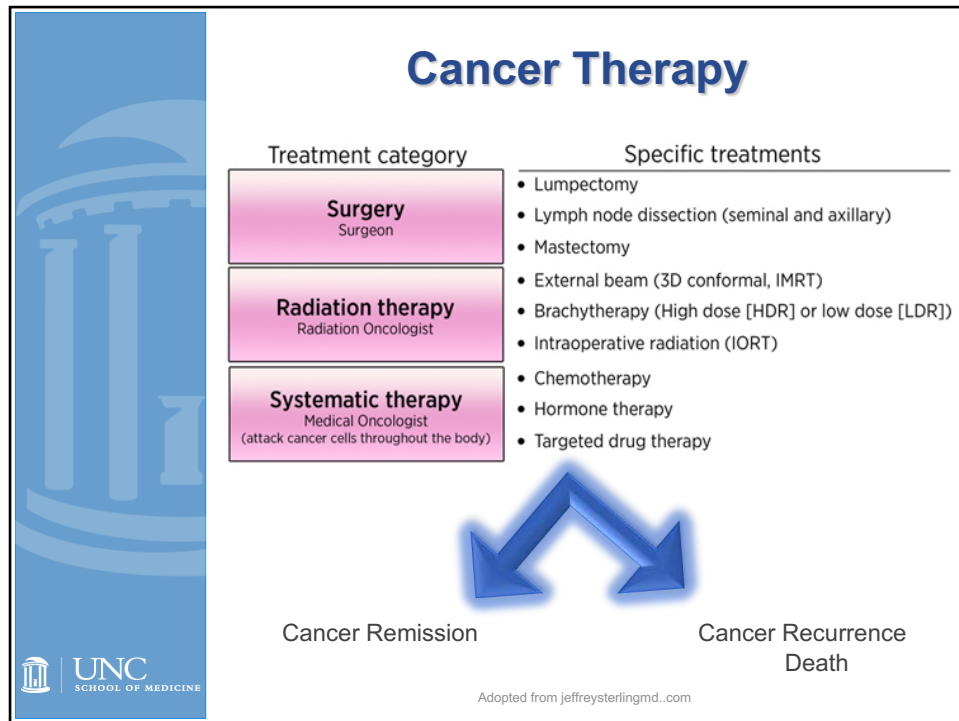 Cancer Therapy
Treatment category
Specific treatments
Surgery
Surgeon
• Lumpectomy
• Lymph node dissection (seminal and axillary)
• Mastectomy
Radiation therapy
Radiation Oncologist
• External beam (3D conformal, IMRT)
• Brachytherapy (High dose [HDR] or low dose [LDR])
• Intraoperative radiation (IORT)
Systematic therapy
Medical Oncologist
(attack cancer cells throughout the body)
• Chemotherapy
• Hormone therapy
• Targeted drug therapy
Cancer Remission
Cancer Recurrence
Death
UNC
SCHOOL OF MEDICINE
Adopted from jeffreysterlingmd..com